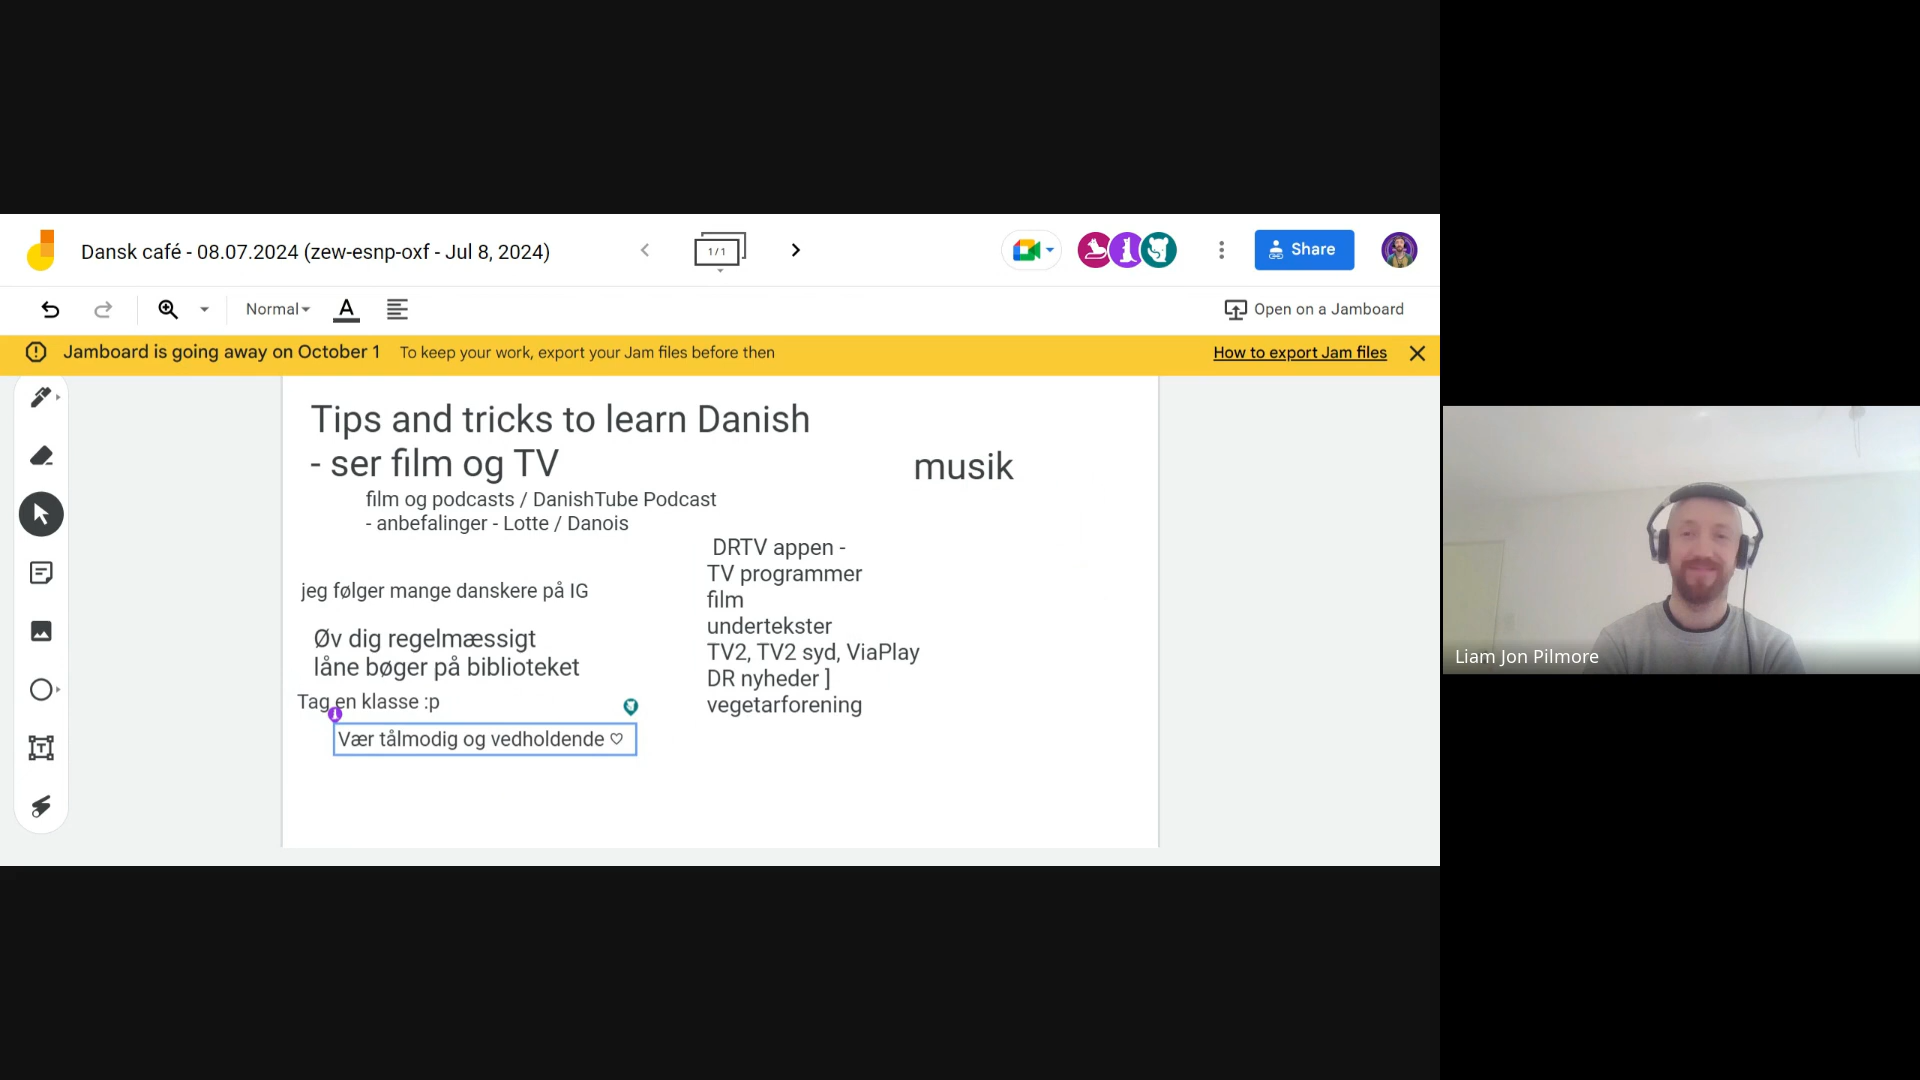 Dansk café - 08.07.2024 (zew-esnp-oxf - Jul 8, 2024)
1/1
Share
Normal
A
Open on a Jamboard
Jamboard is going away on October 1 To keep your work, export your Jam files before then
How to export Jam files
Tips and tricks to learn Danish
- ser film og TV
musik
film og podcasts / DanishTube Podcast
- anbefalinger - Lotte / Danois
DRTV appen -
TV programmer
film
undertekster
TV2, TV2 syd, ViaPlay
DR nyheder ]
vegetarforening
jeg følger mange danskere på IG
Øv dig regelmæssigt
låne bøger på biblioteket
Tag en klasse :p
Vær tålmodig og vedholdende ♡
Liam Jon Pilmore